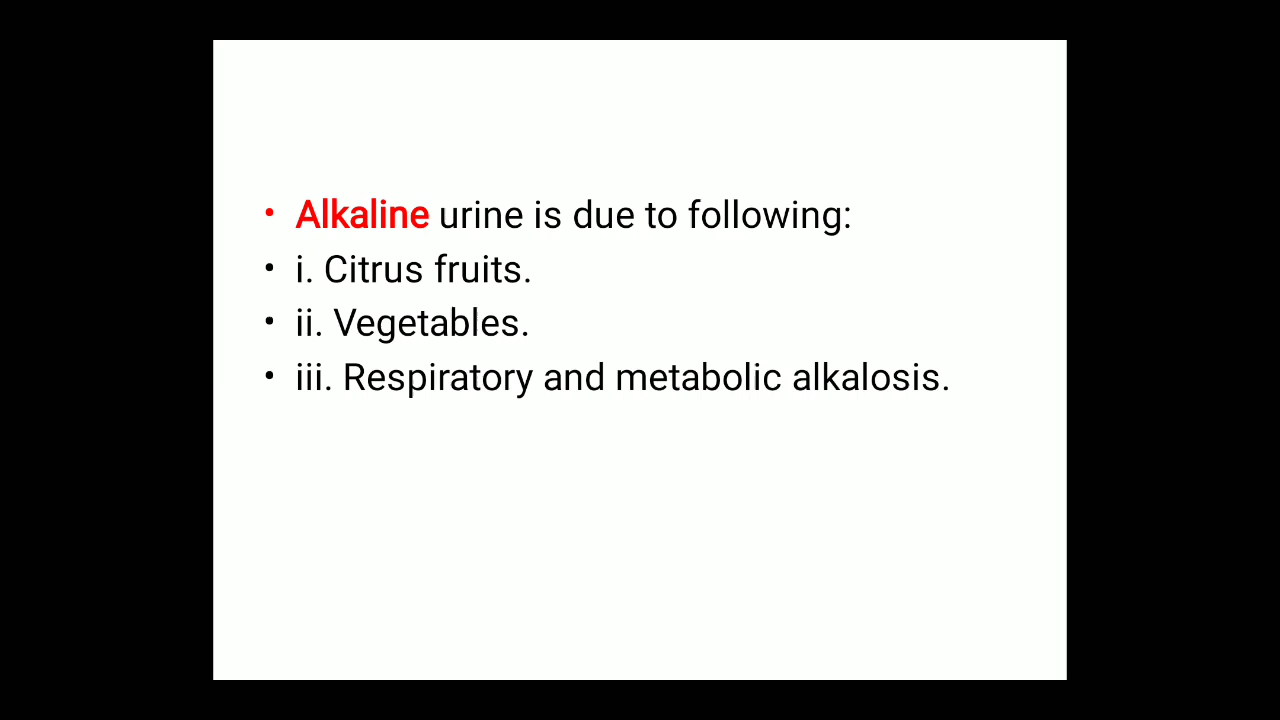 • Alkaline urine is due to following:
• i. Citrus fruits.
• ii. Vegetables.
• iii. Respiratory and metabolic alkalosis.